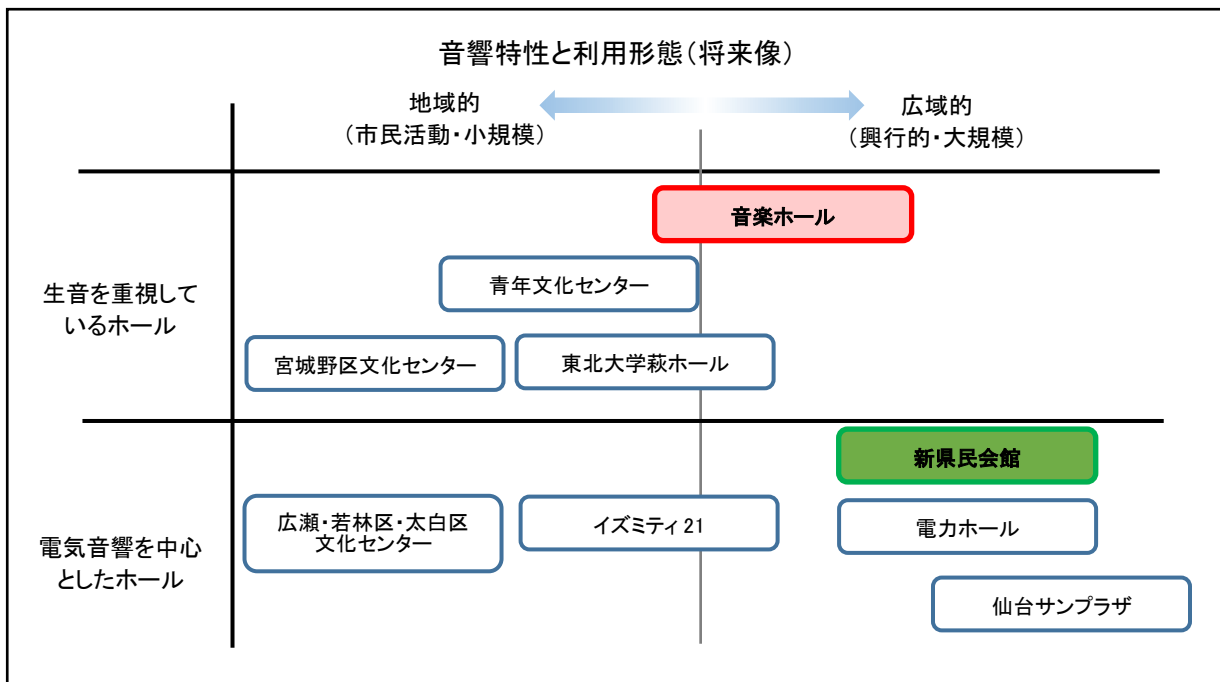 音響特性と利用形態(将来像)
地域的
(市民活動・小規模)
広域的
(興行的・大規模)
音楽ホール
生音を重視して
いるホール
青年文化センター
宮城野区文化センター
東北大学萩ホール
新県民会館
電気音響を中心
としたホール
広瀬・若林区・太白区
文化センター
イズミティ21
電力ホール
仙台サンプラザ